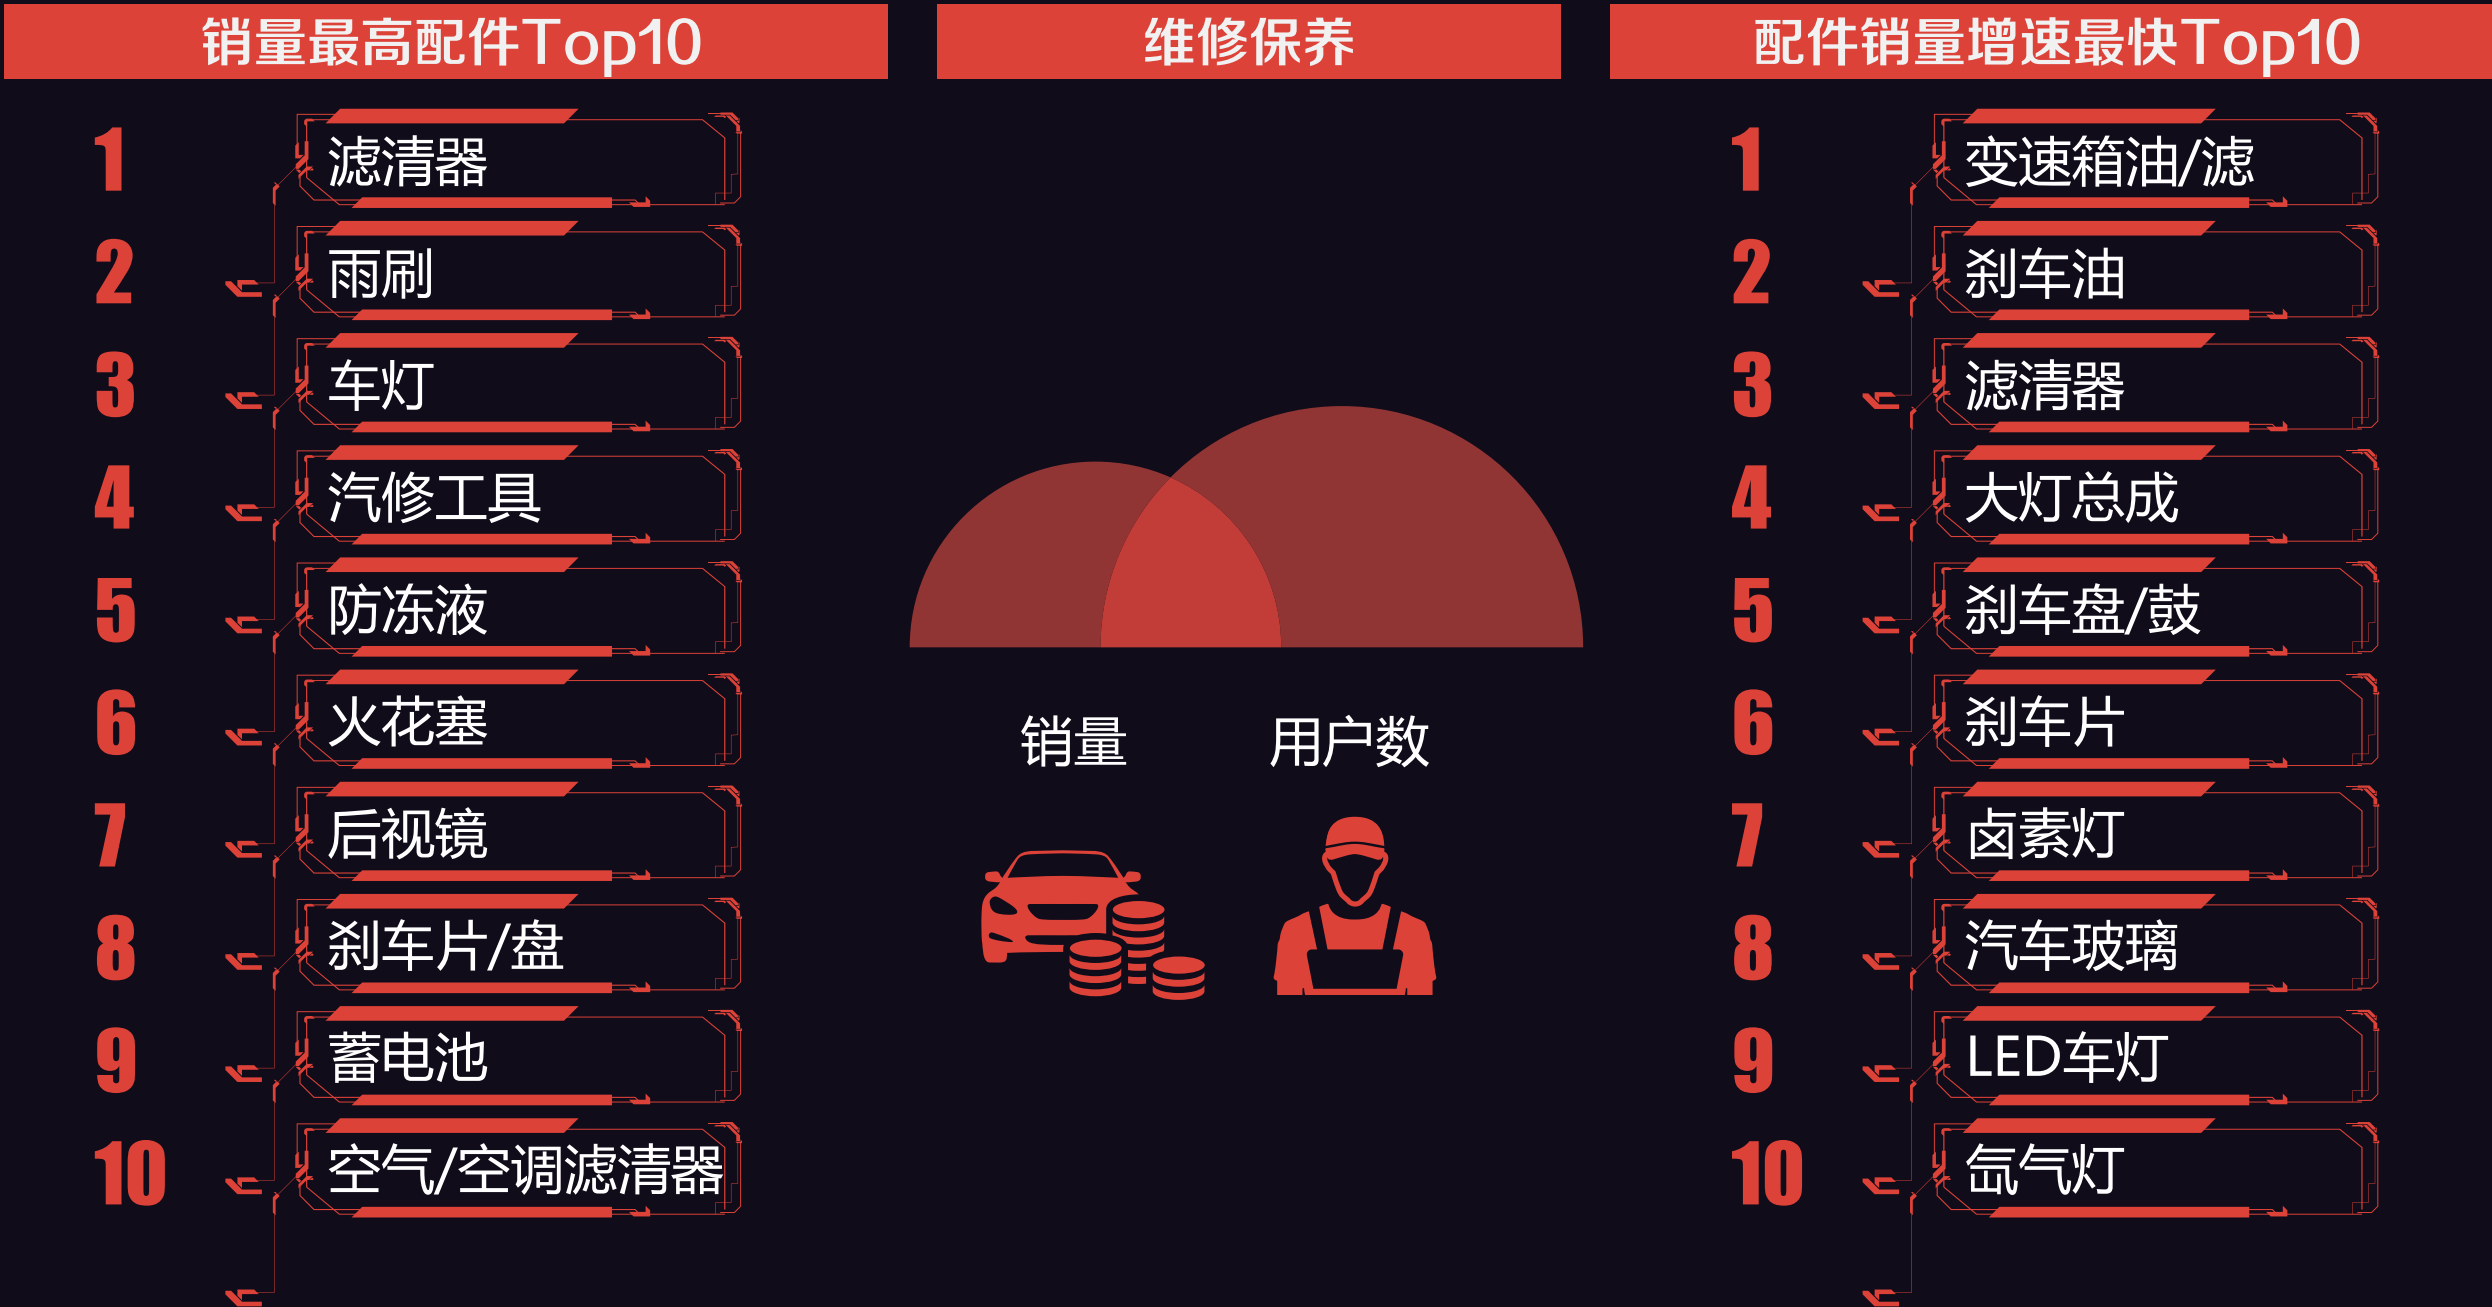 销量最高配件Top10
1 滤清器
2 雨刷
3 车灯
4 汽修工具
5 防冻液
6 火花塞
7 后视镜
8 刹车片/盘
9 蓄电池
10 空气/空调滤清器
维修保养
销量 用户数
配件销量增速最快Top10
1 变速箱油/滤
2 刹车油
3 滤清器
4 大灯总成
5 刹车盘/鼓
6 刹车片
7 卤素灯
8 汽车玻璃
9 LED车灯
10 氙气灯